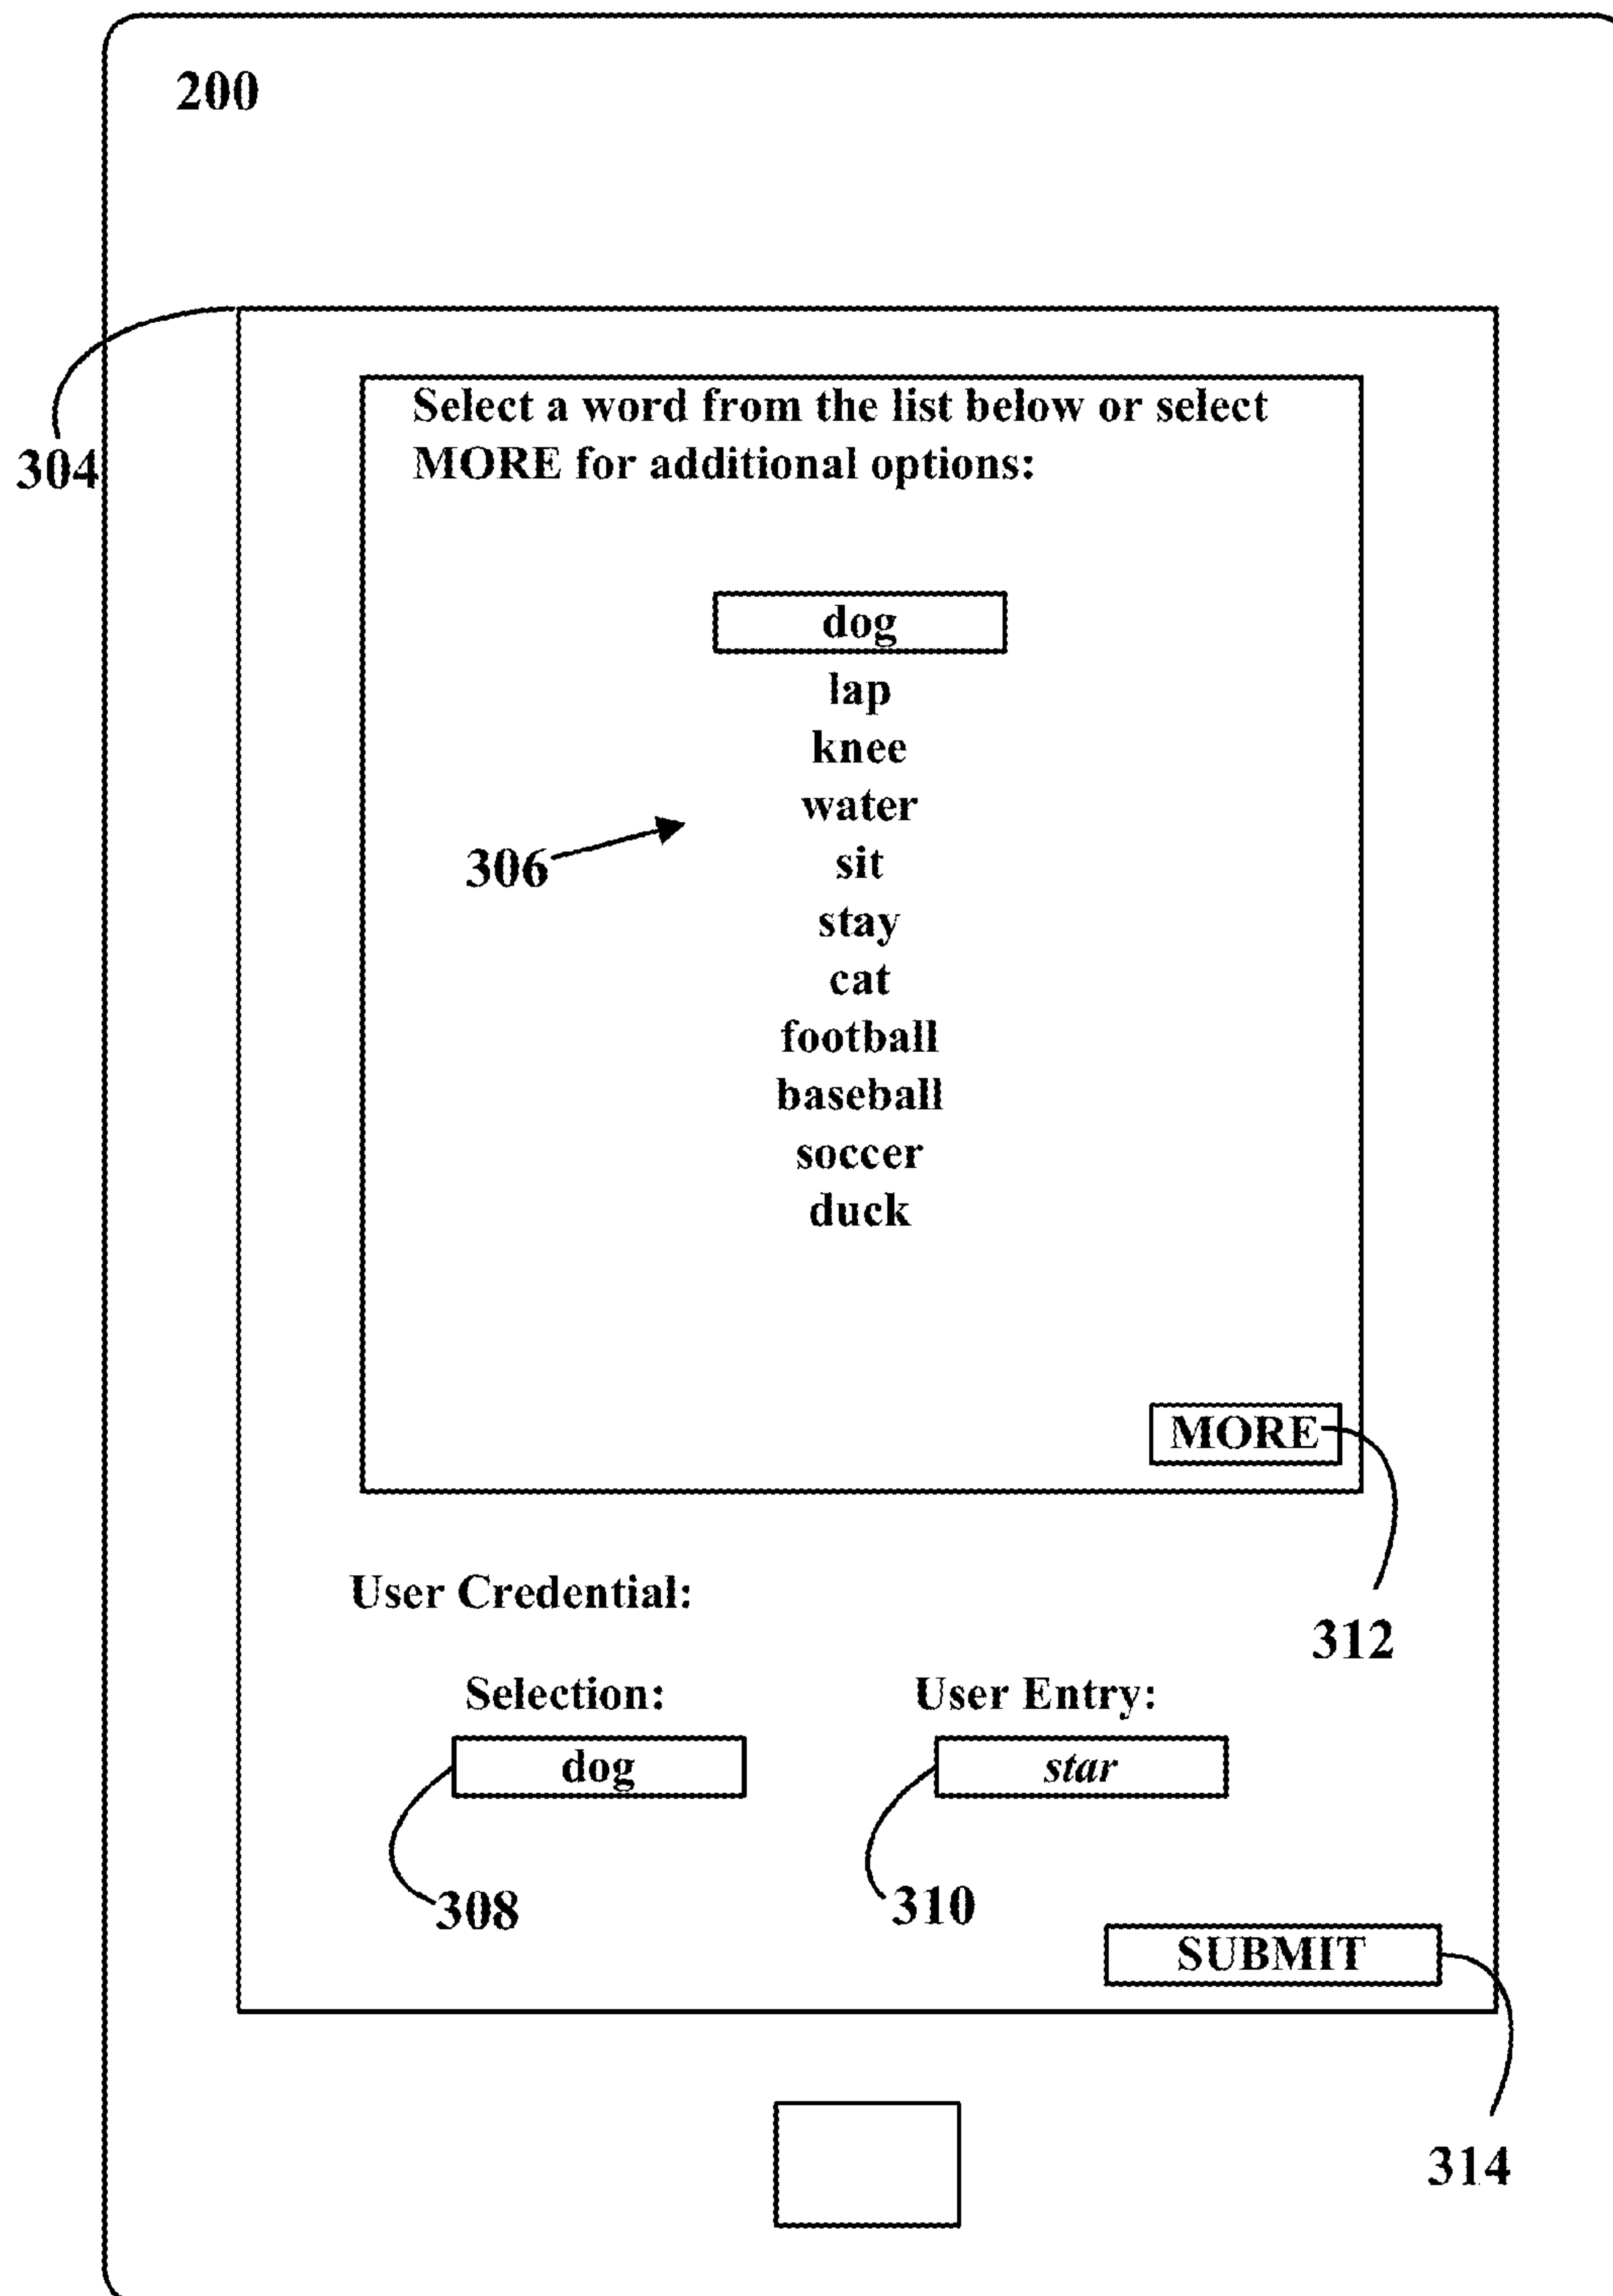 200
304
Select a word from the list below or select
MORE for additional options:
dog
lap
knee
water
306
sit
stay
cat
football
baseball
soccer
duck
MORE
312
User Credential:
Selection:
User Entry:
dog
star
308
310
SUBMIT
314